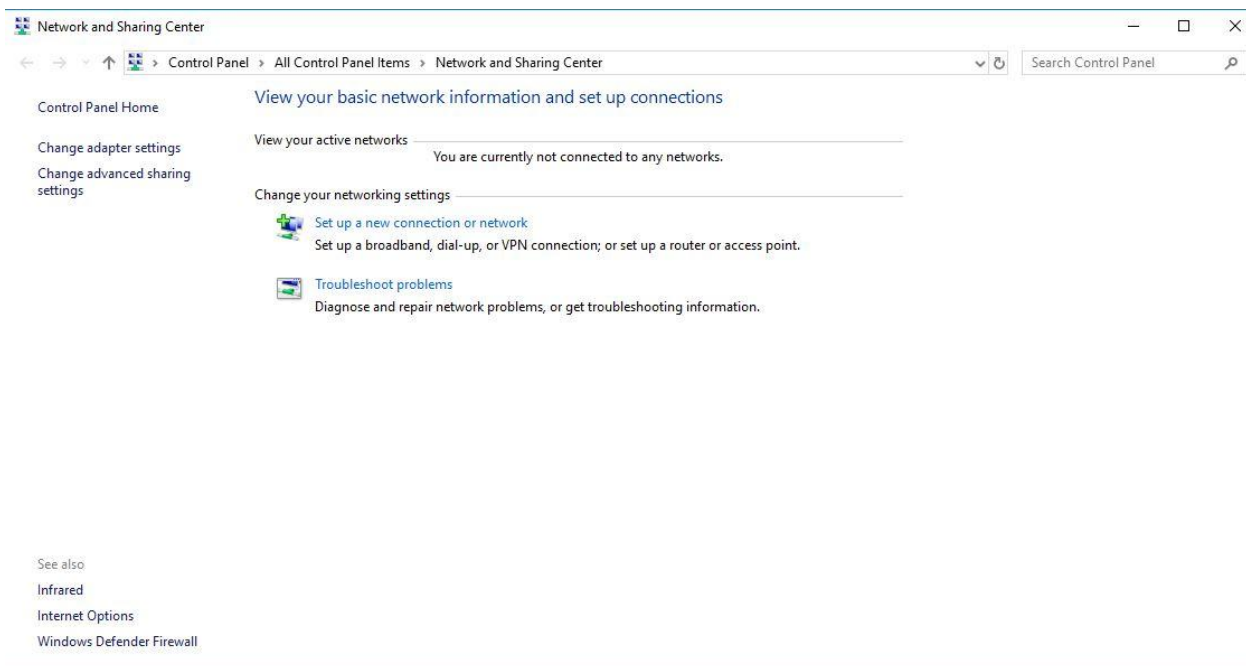 Network and Sharing Center
Control Panel > All Control Panel Items > Network and Sharing Center
Search Control Panel
Control Panel Home
Change adapter settings
Change advanced sharing
settings
View your basic network information and set up connections
View your active networks
You are currently not connected to any networks.
Change your networking settings
Set up a new connection or network
Set up a broadband, dial-up, or VPN connection; or set up a router or access point.
Troubleshoot problems
Diagnose and repair network problems, or get troubleshooting information.
See also
Infrared
Internet Options
Windows Defender Firewall